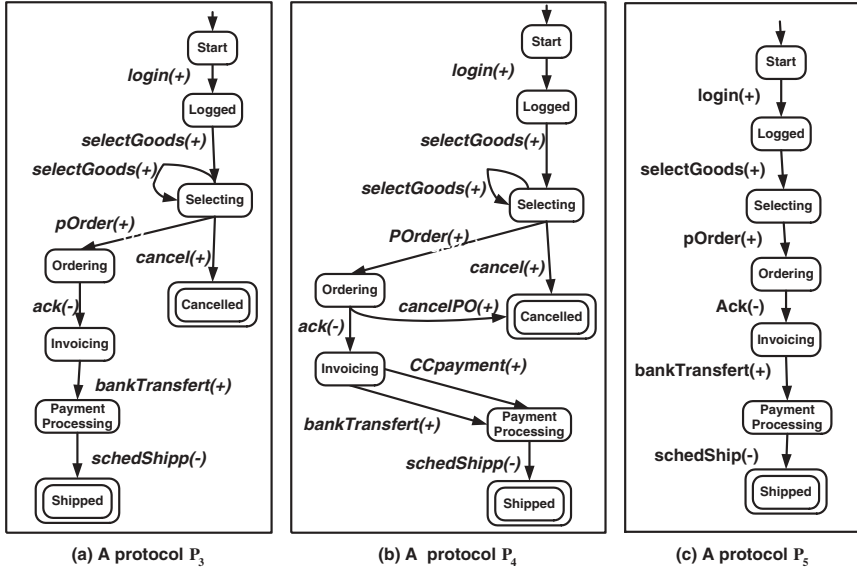 Start
login(+)
Logged
selectGoods(+)
selectGoods(+)
Selecting
pOrder(+)
cancel(+)
Ordering
Cancelled
ack(-)
Invoicing
bankTransfert(+)
Payment
Processing
schedShipp(-)
Shipped
(a) A protocol P3
Start
login(+)
Logged
selectGoods(+)
selectGoods(+)
Selecting
POrder(+)
cancel(+)
Ordering
cancelPO(+)
Cancelled
ack(-)
Invoicing
CCpayment(+)
bankTransfert(+)
Payment
Processing
schedShipp(-)
Shipped
(b) A protocol P4
Start
login(+)
Logged
selectGoods(+)
Selecting
pOrder(+)
Ordering
Ack(-)
Invoicing
bankTransfert(+)
Payment
Processing
schedShip(-)
Shipped
(c) A protocol P5